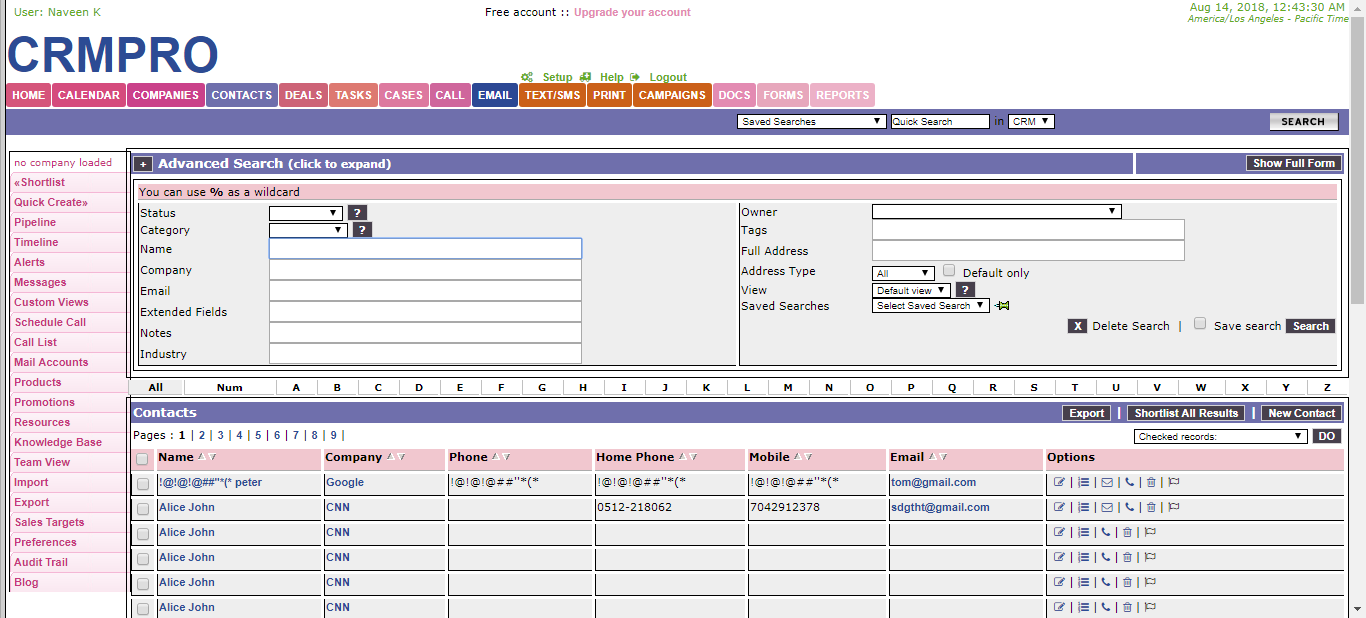 User: Naveen K
Free account :: Upgrade your account
Aug 14, 2018, 12:43:30 AM
America/Los Angeles - Pacific Time
CRMPRO
Setup Help Logout
HOME CALENDAR COMPANIES CONTACTS DEALS TASKS CASES CALL EMAIL TEXT/SMS PRINT CAMPAIGNS DOCS FORMS REPORTS
Saved Searches Quick Search in CRM SEARCH
no company loaded
«Shortlist
Quick Create»
Pipeline
Timeline
Alerts
Messages
Custom Views
Schedule Call
Call List
Mail Accounts
Products
Promotions
Resources
Knowledge Base
Team View
Import
Export
Sales Targets
Preferences
Audit Trail
Blog
+ Advanced Search (click to expand) Show Full Form
You can use % as a wildcard
Status ?
Category ?
Name
Company
Email
Extended Fields
Notes
Industry
Owner
Tags
Full Address
Address Type All Default only
View Default view ?
Saved Searches Select Saved Search
X Delete Search | Save search Search
All Num A B C D E F G H I J K L M N O P Q R S T U V W X Y Z
Contacts Export | Shortlist All Results | New Contact
Pages : 1 | 2 | 3 | 4 | 5 | 6 | 7 | 8 | 9 | Checked records: DO
Name Company Phone Home Phone Mobile Email Options
!@!@!@##"*(* peter Google !@!@!@##"*(* !@!@!@##"*(* !@!@!@##"*(* tom@gmail.com | | | | |
Alice John CNN 0512-218062 7042912378 sdgtht@gmail.com | | | | |
Alice John CNN | | | |
Alice John CNN | | | |
Alice John CNN | | | |
Alice John CNN | | | |